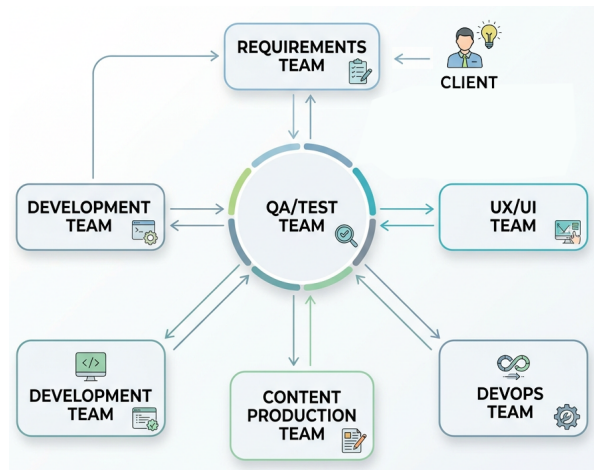 REQUIREMENTS
TEAM
CLIENT
DEVELOPMENT
TEAM
QA/TEST
TEAM
UX/UI
TEAM
</>
DEVELOPMENT
TEAM
CONTENT
PRODUCTION
TEAM
DEVOPS
TEAM